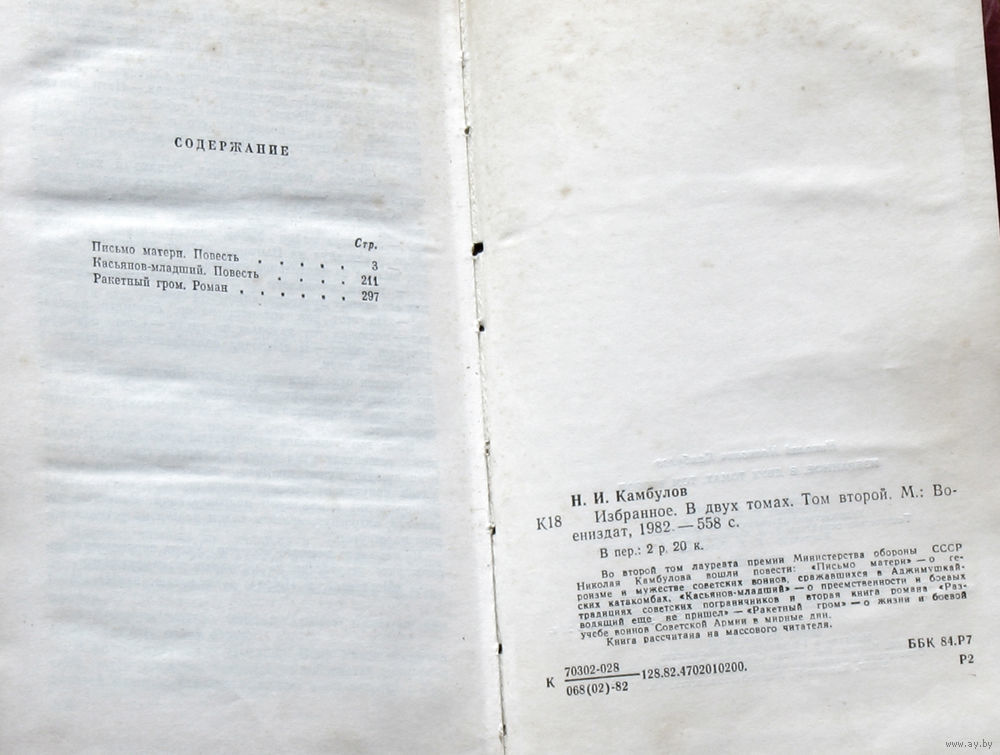 СОДЕРЖАНИЕ
Стр.
Письмо матери. Повесть . . . . . 3
Касьянов-младший. Повесть . . . . 211
Ракетный гром. Роман . . . . . . 297
Н. И. Камбулов
К18 Избранное. В двух томах. Том второй. М.: Во-
ениздат, 1982. — 558 с.
В пер.: 2 р. 20 к.
Во второй том лауреата премии Министерства обороны СССР
Николая Камбулова вошли повести: «Письмо матери» — о ге-
роизме и мужестве советских воинов, сражавшихся в Аджимушкай-
ских катакомбах, «Касьянов-младший» — о преемственности и боевых
традициях советских пограничников и вторая книга романа «Раз-
водящий еще не пришел» — «Ракетный гром» — о жизни и боевой
учебе воинов Советской Армии в мирные дни.
Книга рассчитана на массового читателя.
К 70302-028
068(02)-82 —128.82.4702010200.
ББК 84.Р7
Р2
www.ay.by